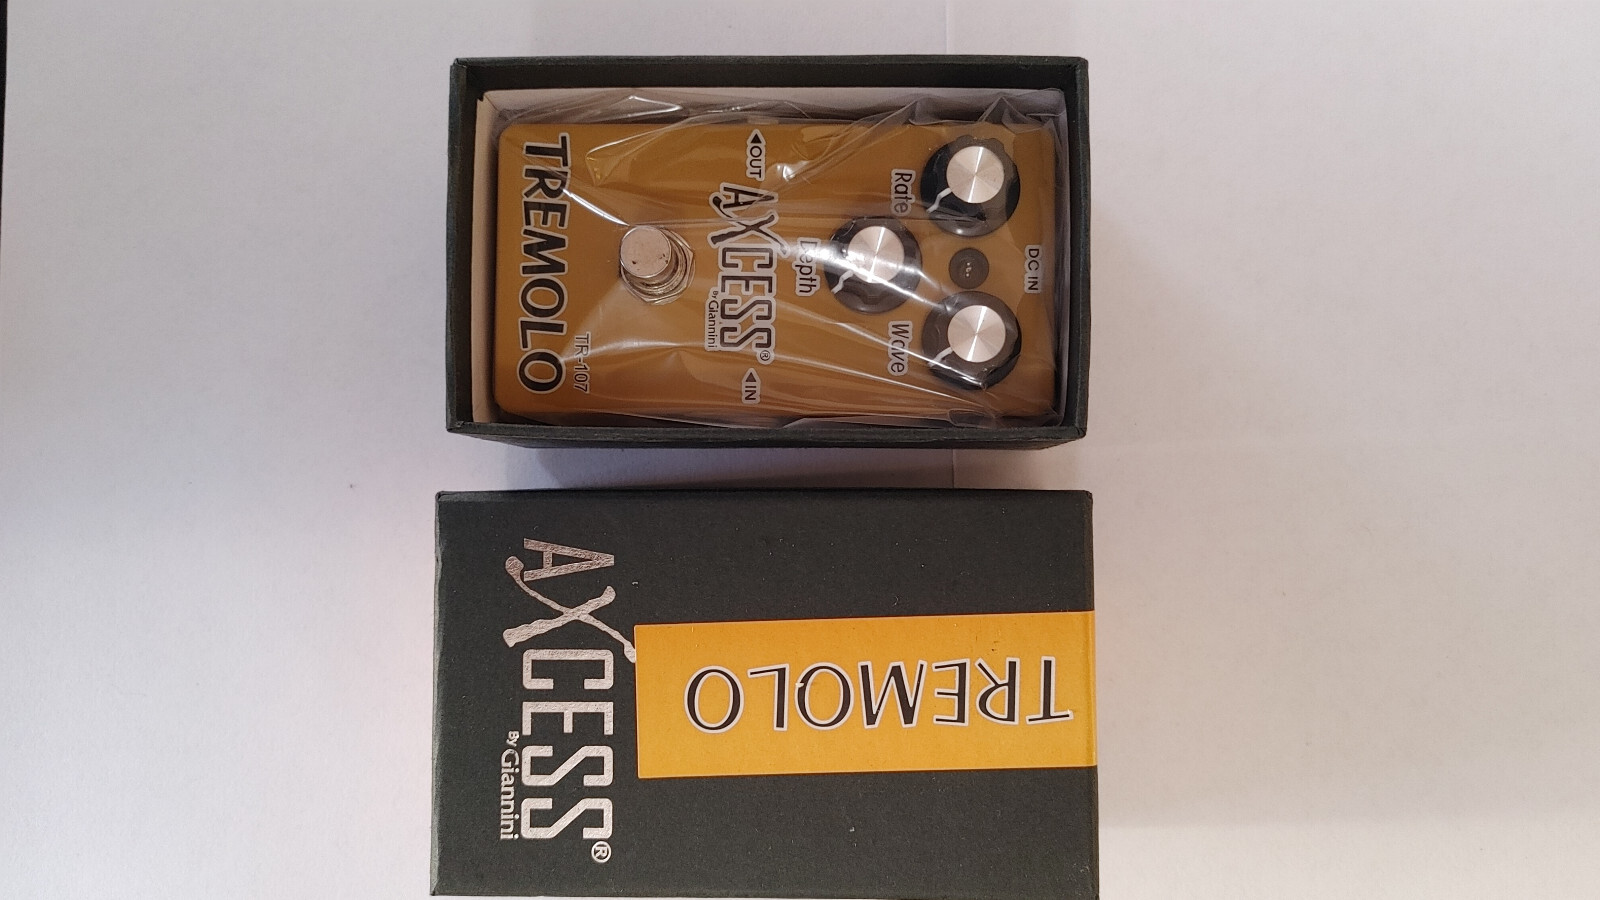 DC IN
Rate
Wave
Depth
◄OUT
◄IN
AXCESS®
By Giannini
TR-107
TREMOLO
TREMOLO
AXCESS®
By Giannini